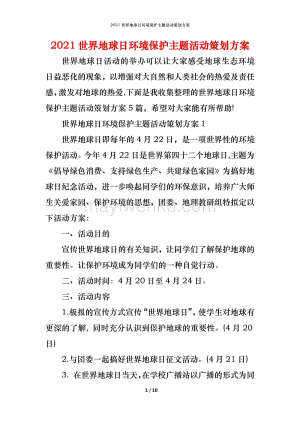 2021世界地球日环境保护主题活动策划方案
2021世界地球日环境保护主题活动策划方案
世界地球日活动的举办可以让大家感受地球生态环境
日益恶化的现象，以增强对大自然和人类社会的热爱及责任
感，激发对地球的热爱.下面是我收集整理的世界地球日环境
保护主题活动策划方案5篇，希望对大家能有所帮助!
世界地球日环境保护主题活动策划方案1
世界地球日即每年的4月22日，是一项世界性的环境
保护活动。今年4月22日是世界第四十二个地球日.主题为
《倡导绿色消费、支持绿色生产、共建绿色家园》为搞好地
球日纪念活动，进一步唤起同学们的环保意识，培养广大师
生关爱家园、保护环境的思想，团委、地理教研组特拟定以
下活动方案:
一、活动目的
宣传世界地球日的有关知识，让同学们了解保护地球的
重要性。让保护环境成为同学们的一种自觉行动。
二、活动时间:4月20日至4月24日。
三、活动内容
1.板报的宣传方式宣传“世界地球日”，使学生对地球有
更深的了解，同时充分认识到保护地球的重要性。(4月20日)
2.与团委一起搞好世界地球日征文活动。(4月21日)
3．在世界地球日当天，在学校广播站以广播的形式为同
1 / 10